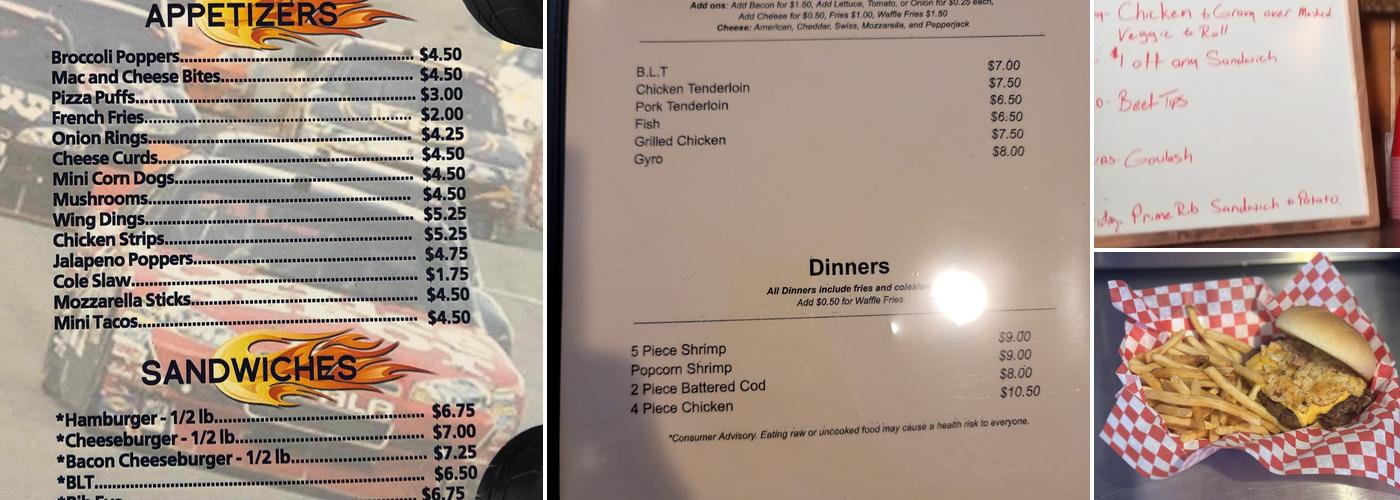 APPETIZERS
Broccoli Poppers $4.50
Mac and Cheese Bites $4.50
Pizza Puffs $3.00
French Fries $2.00
Onion Rings $4.25
Cheese Curds $4.50
Mini Corn Dogs $4.50
Mushrooms $4.50
Wing Dings $5.25
Chicken Strips $5.25
Jalapeno Poppers $4.75
Cole Slaw $1.75
Mozzarella Sticks $4.50
Mini Tacos $4.50
SANDWICHES
*Hamburger - 1/2 lb. $6.75
*Cheeseburger - 1/2 lb. $7.00
*Bacon Cheeseburger - 1/2 lb. $7.25
*BLT $6.50
$6.75
Add ons: Add Bacon for $1.50, Add Lettuce, Tomato, or Onion for $0.25 each,
Add Cheese for $0.50, Fries $1.00, Waffle Fries $1.50
Cheese: American, Cheddar, Swiss, Mozzarella, and Pepperjack
B.L.T $7.00
Chicken Tenderloin $7.50
Pork Tenderloin $6.50
Fish $6.50
Grilled Chicken $7.50
Gyro $8.00
Dinners
All Dinners include fries and
Add $0.50 for Waffle Fries
5 Piece Shrimp $9.00
Popcorn Shrimp $9.00
2 Piece Battered Cod $8.00
4 Piece Chicken $10.50
*Consumer Advisory. Eating raw or uncooked food may cause a health risk to everyone.
Chicken & Gravy over Mashed
Veggie & Roll
$1 off any Sandwich
Beef Tips
Goulash
Prime Rib Sandwich & Potato